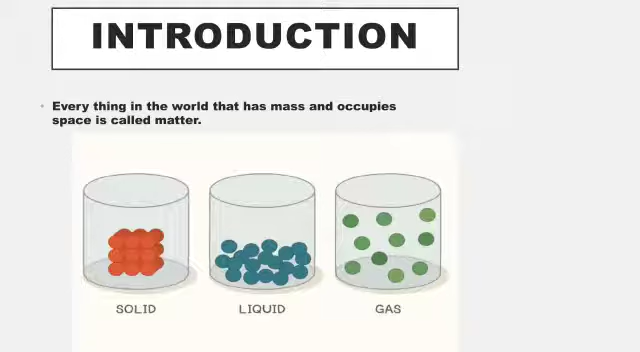 INTRODUCTION
Every thing in the world that has mass and occupies
space is called matter.
SOLID
LIQUID
GAS